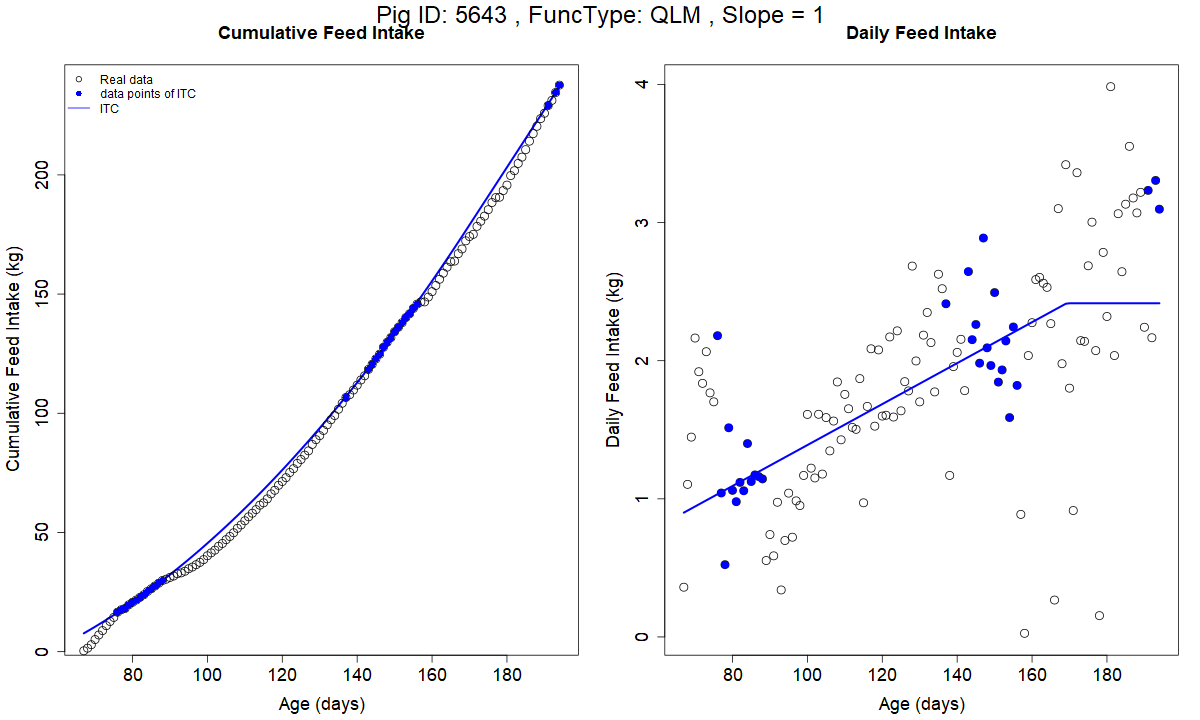 Pig ID: 5643 , FuncType: QLM , Slope = 1
Cumulative Feed Intake
Daily Feed Intake
Real data
data points of ITC
ITC
Cumulative Feed Intake (kg)
0
50
100
150
200
80
100
120
140
160
180
Age (days)
Daily Feed Intake (kg)
0
1
2
3
4
80
100
120
140
160
180
Age (days)